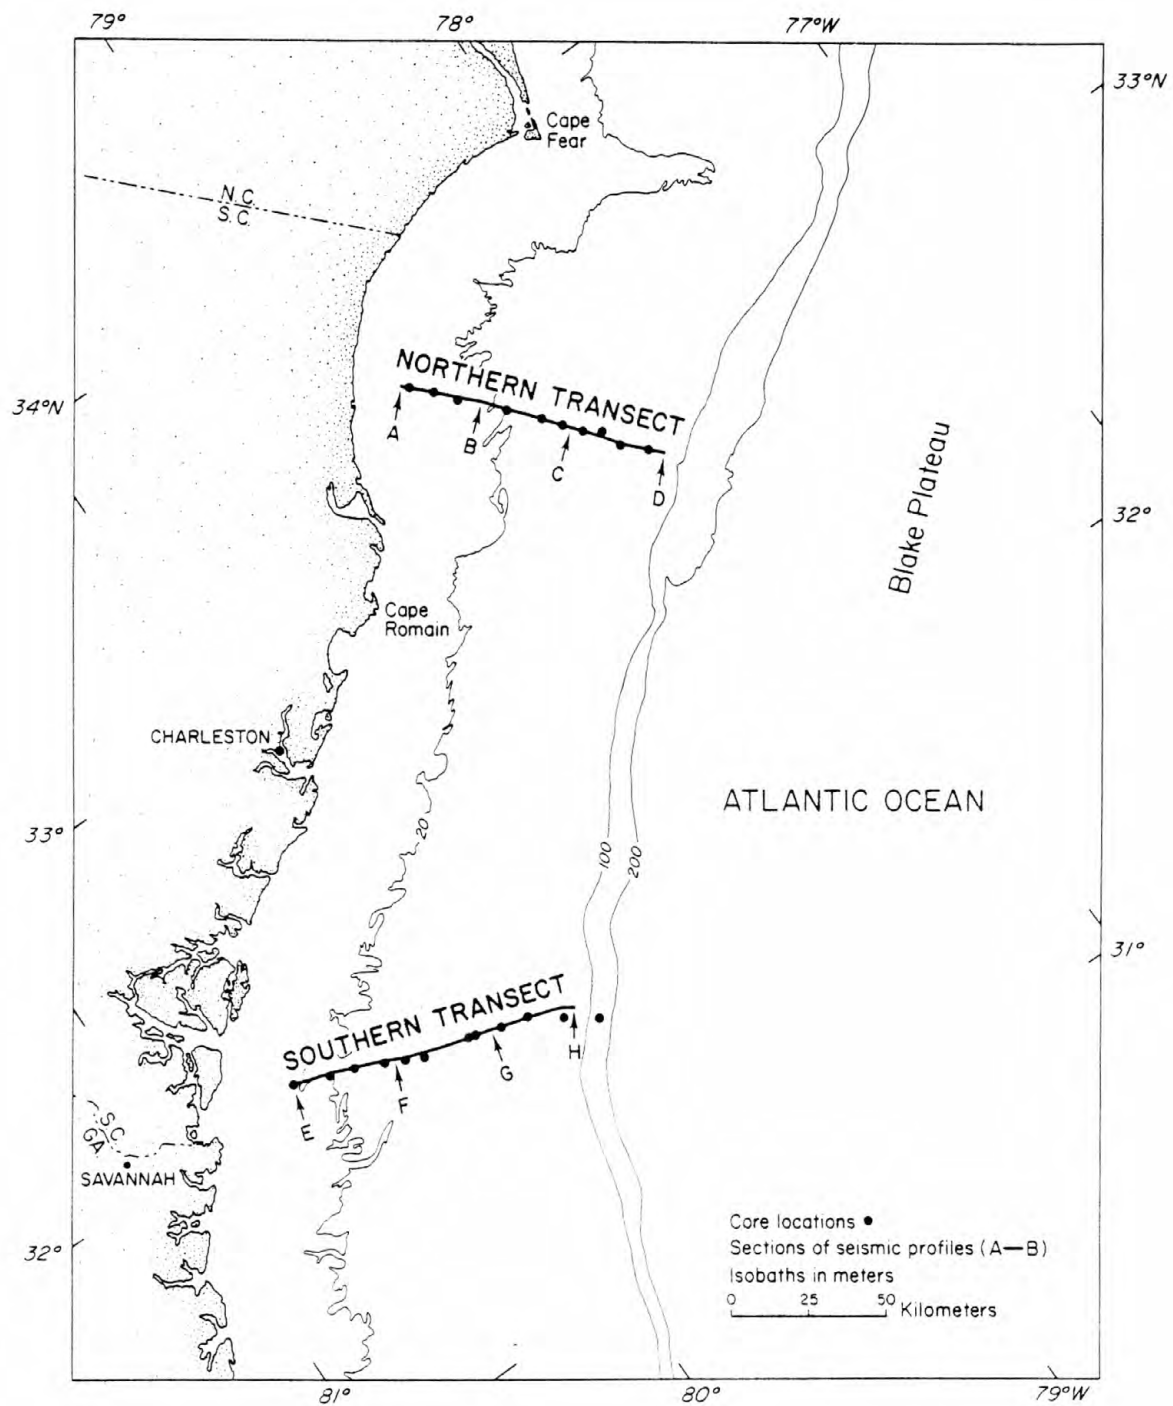 79°
78°
77°W
33°N
Cape
Fear
N.C.
S.C.
NORTHERN TRANSECT
34°N
A
B
C
D
Blake Plateau
32°
Cape
Romain
CHARLESTON
ATLANTIC OCEAN
20
33°
100
200
31°
SOUTHERN TRANSECT
H
G
F
E
S.C.
GA
SAVANNAH
Core locations ●
Sections of seismic profiles (A—B)
Isobaths in meters
0 25 50 Kilometers
32°
81°
80°
79°W